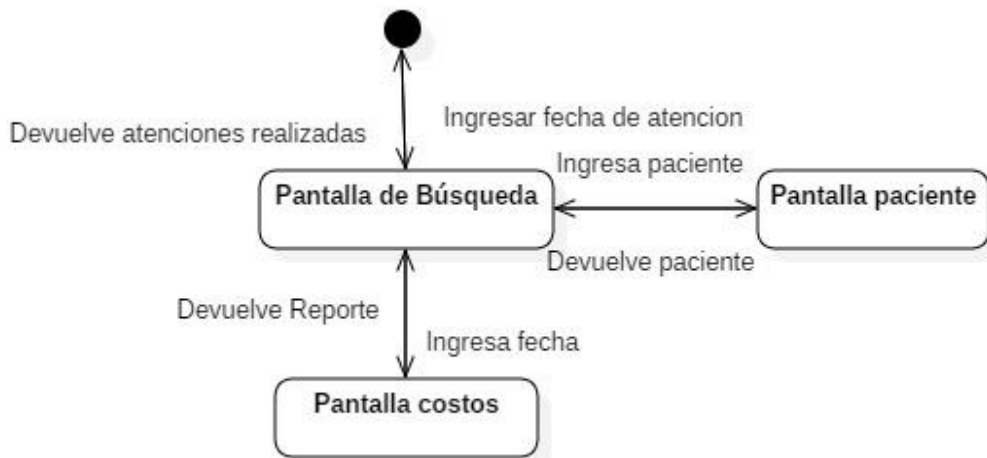 Ingresar fecha de atencion
Devuelve atenciones realizadas
Ingresa paciente
Pantalla de Búsqueda
Pantalla paciente
Devuelve paciente
Devuelve Reporte
Ingresa fecha
Pantalla costos